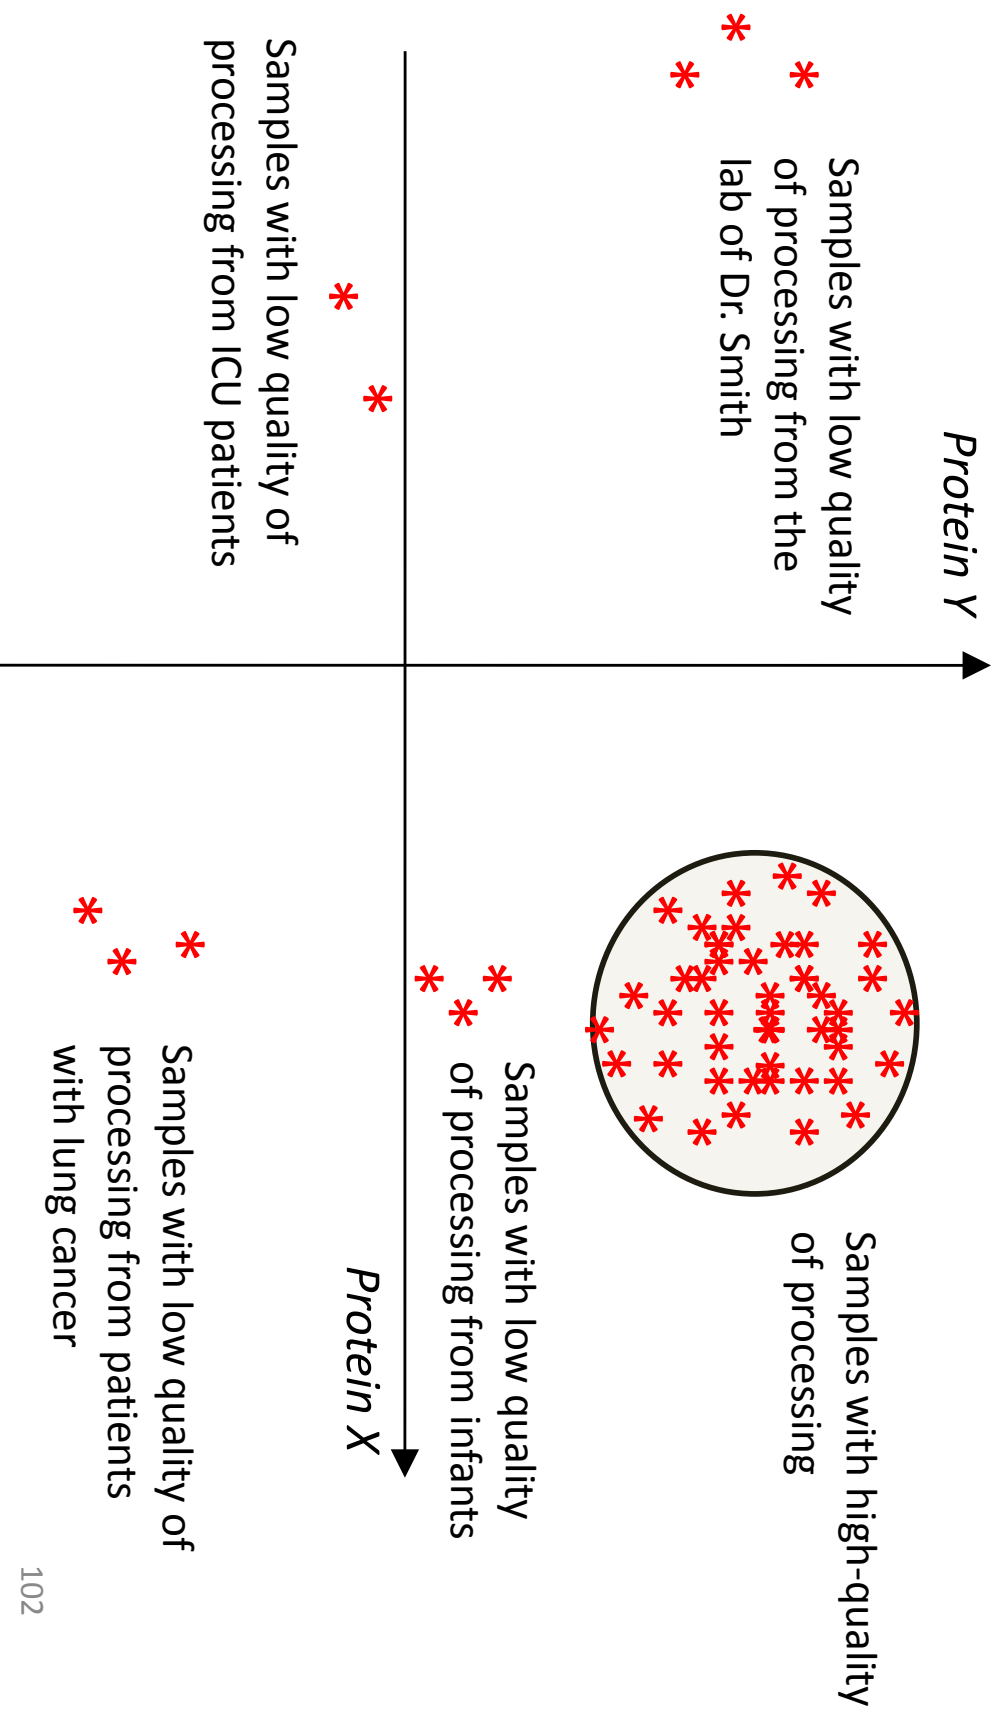 Protein Y
Samples with low quality
of processing from the
lab of Dr. Smith
Samples with high-quality
of processing
Samples with low quality
of processing from infants
Protein X
Samples with low quality of
processing from ICU patients
Samples with low quality of
processing from patients
with lung cancer
102